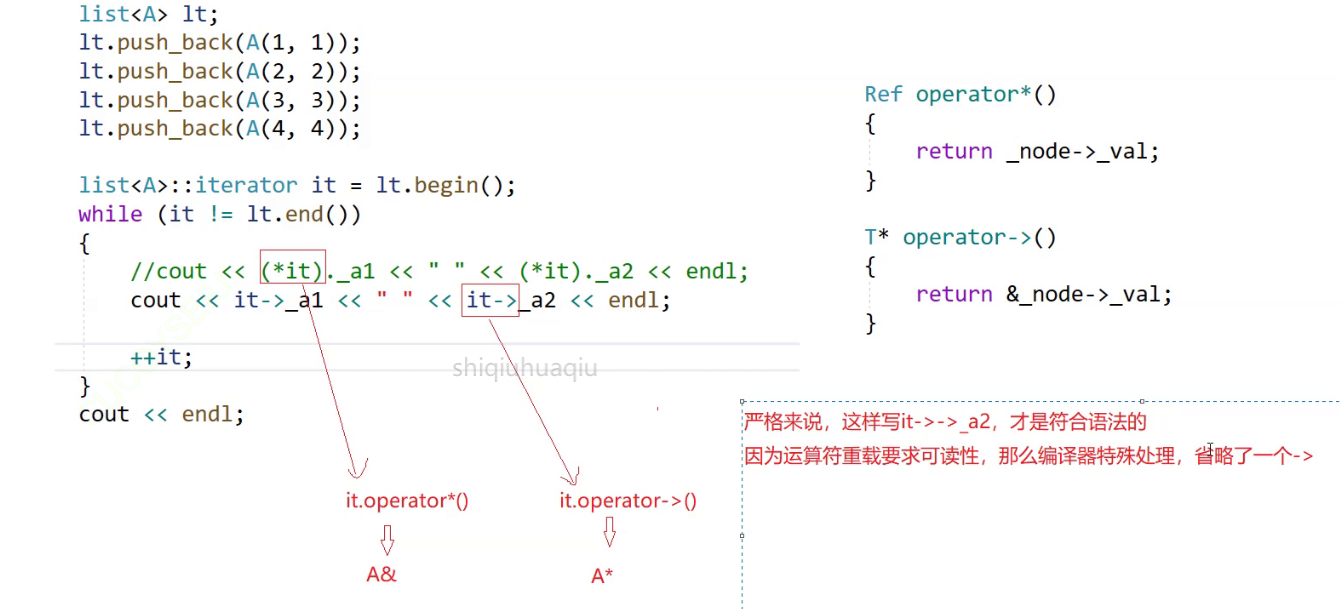 list<A> lt;
lt.push_back(A(1, 1));
lt.push_back(A(2, 2));
lt.push_back(A(3, 3));
lt.push_back(A(4, 4));
list<A>::iterator it = lt.begin();
while (it != lt.end())
{
//cout << (*it)._a1 << " " << (*it)._a2 << endl;
cout << it->_a1 << " " << it->_a2 << endl;
++it;
}
cout << endl;
shiqiuhuaqiu
it.operator*()
A&
it.operator->()
A*
Ref operator*()
{
return _node->_val;
}
T* operator->()
{
return &_node->_val;
}
严格来说，这样写it->->_a2，才是符合语法的
因为运算符重载要求可读性，那么编译器特殊处理，省略了一个->